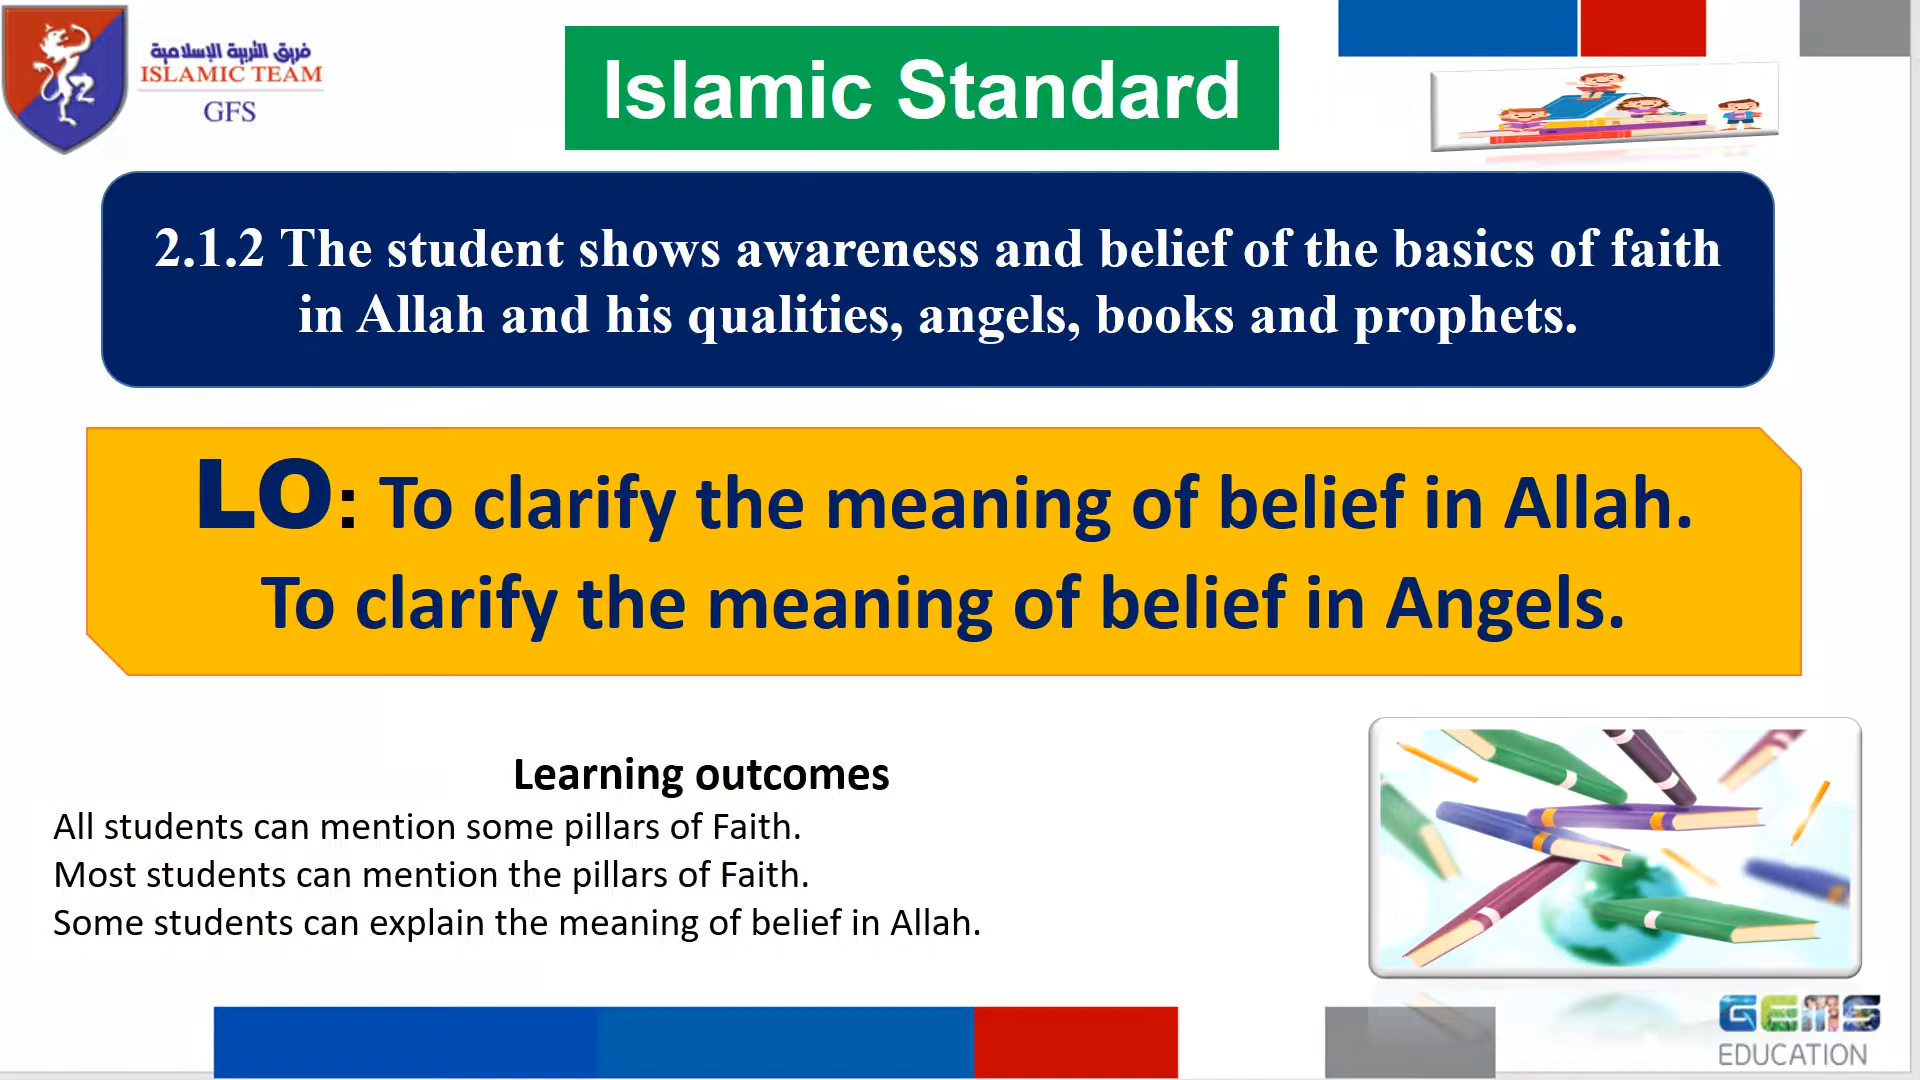 فريق التربية الإسلامية
ISLAMIC TEAM
GFS
Islamic Standard
2.1.2 The student shows awareness and belief of the basics of faith
in Allah and his qualities, angels, books and prophets.
LO: To clarify the meaning of belief in Allah.
To clarify the meaning of belief in Angels.
Learning outcomes
All students can mention some pillars of Faith.
Most students can mention the pillars of Faith.
Some students can explain the meaning of belief in Allah.
GEMS
EDUCATION